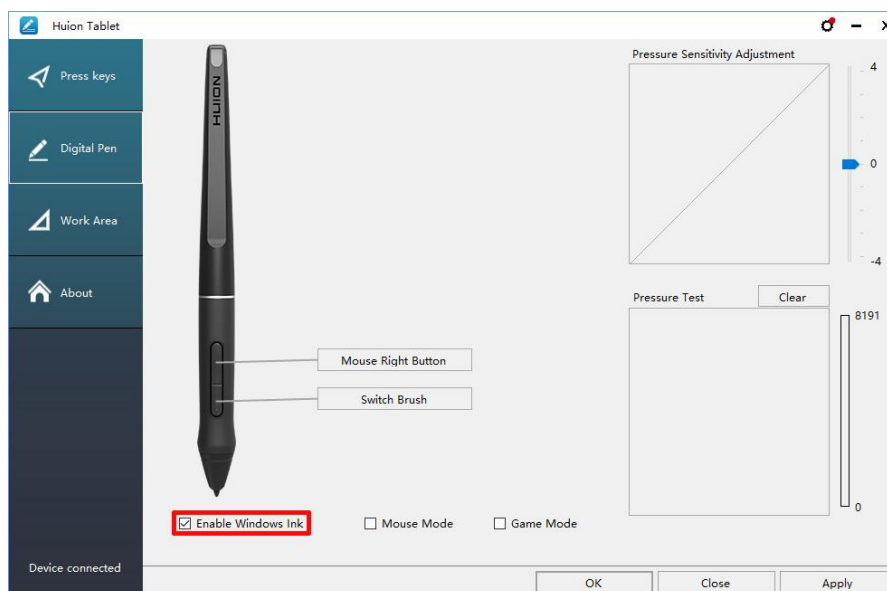 Huion Tablet
Press keys
Digital Pen
Work Area
About
Device connected
HUION
Mouse Right Button
Switch Brush
Enable Windows Ink
Mouse Mode
Game Mode
Pressure Sensitivity Adjustment
4
0
-4
Pressure Test
Clear
8191
0
OK
Close
Apply